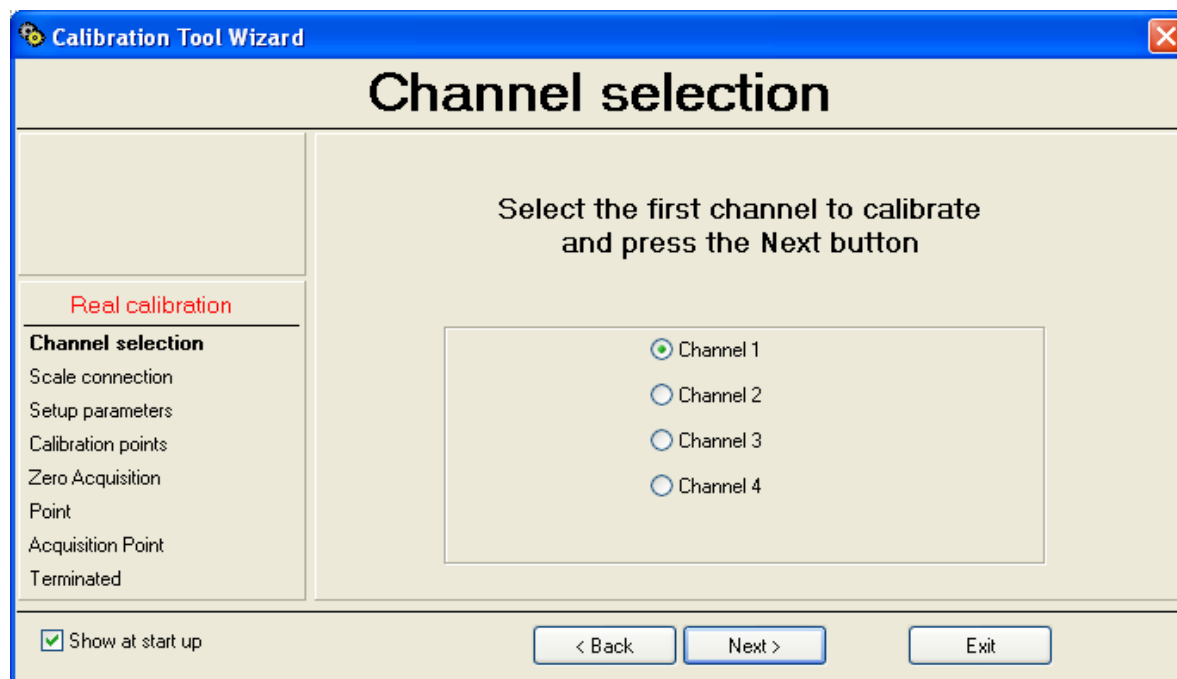 Calibration Tool Wizard
Channel selection
Real calibration
Channel selection
Scale connection
Setup parameters
Calibration points
Zero Acquisition
Point
Acquisition Point
Terminated
Select the first channel to calibrate
and press the Next button
Channel 1
Channel 2
Channel 3
Channel 4
Show at start up
< Back
Next >
Exit